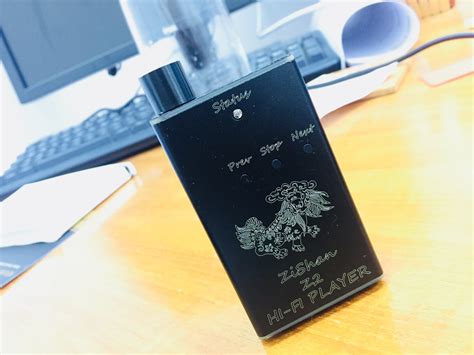 Status
Prev Stop Next
ZiShan
Z2
HI-FI PLAYER